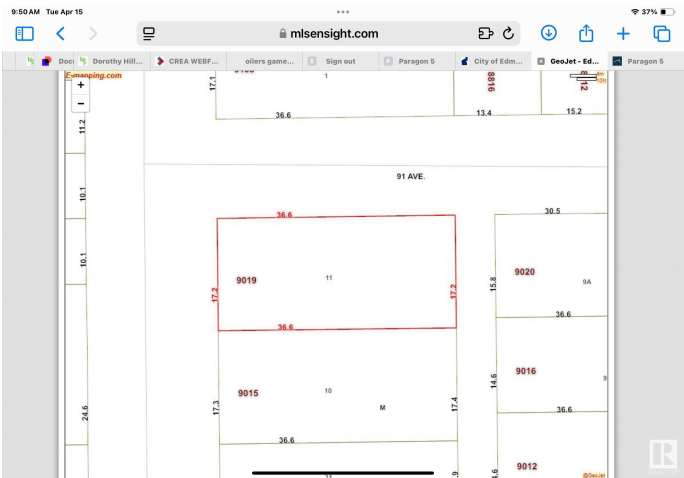 9:50 AM Tue Apr 15
37%
mlsensight.com
Dorothy Hill...
CREA WEBF...
oilers game...
Sign out
Paragon 5
City of Edm...
GeoJet - Ed...
Paragon 5
E-mapping.com
+
−
17.1
1
8816
36.6
13.4
15.2
11.2
91 AVE.
10.1
36.6
30.5
10.1
9019
11
17.2
17.2
15.8
9020
9A
36.6
36.6
9015
10
M
17.3
17.4
14.6
9016
9
24.6
36.6
36.6
9012
@GeoJet